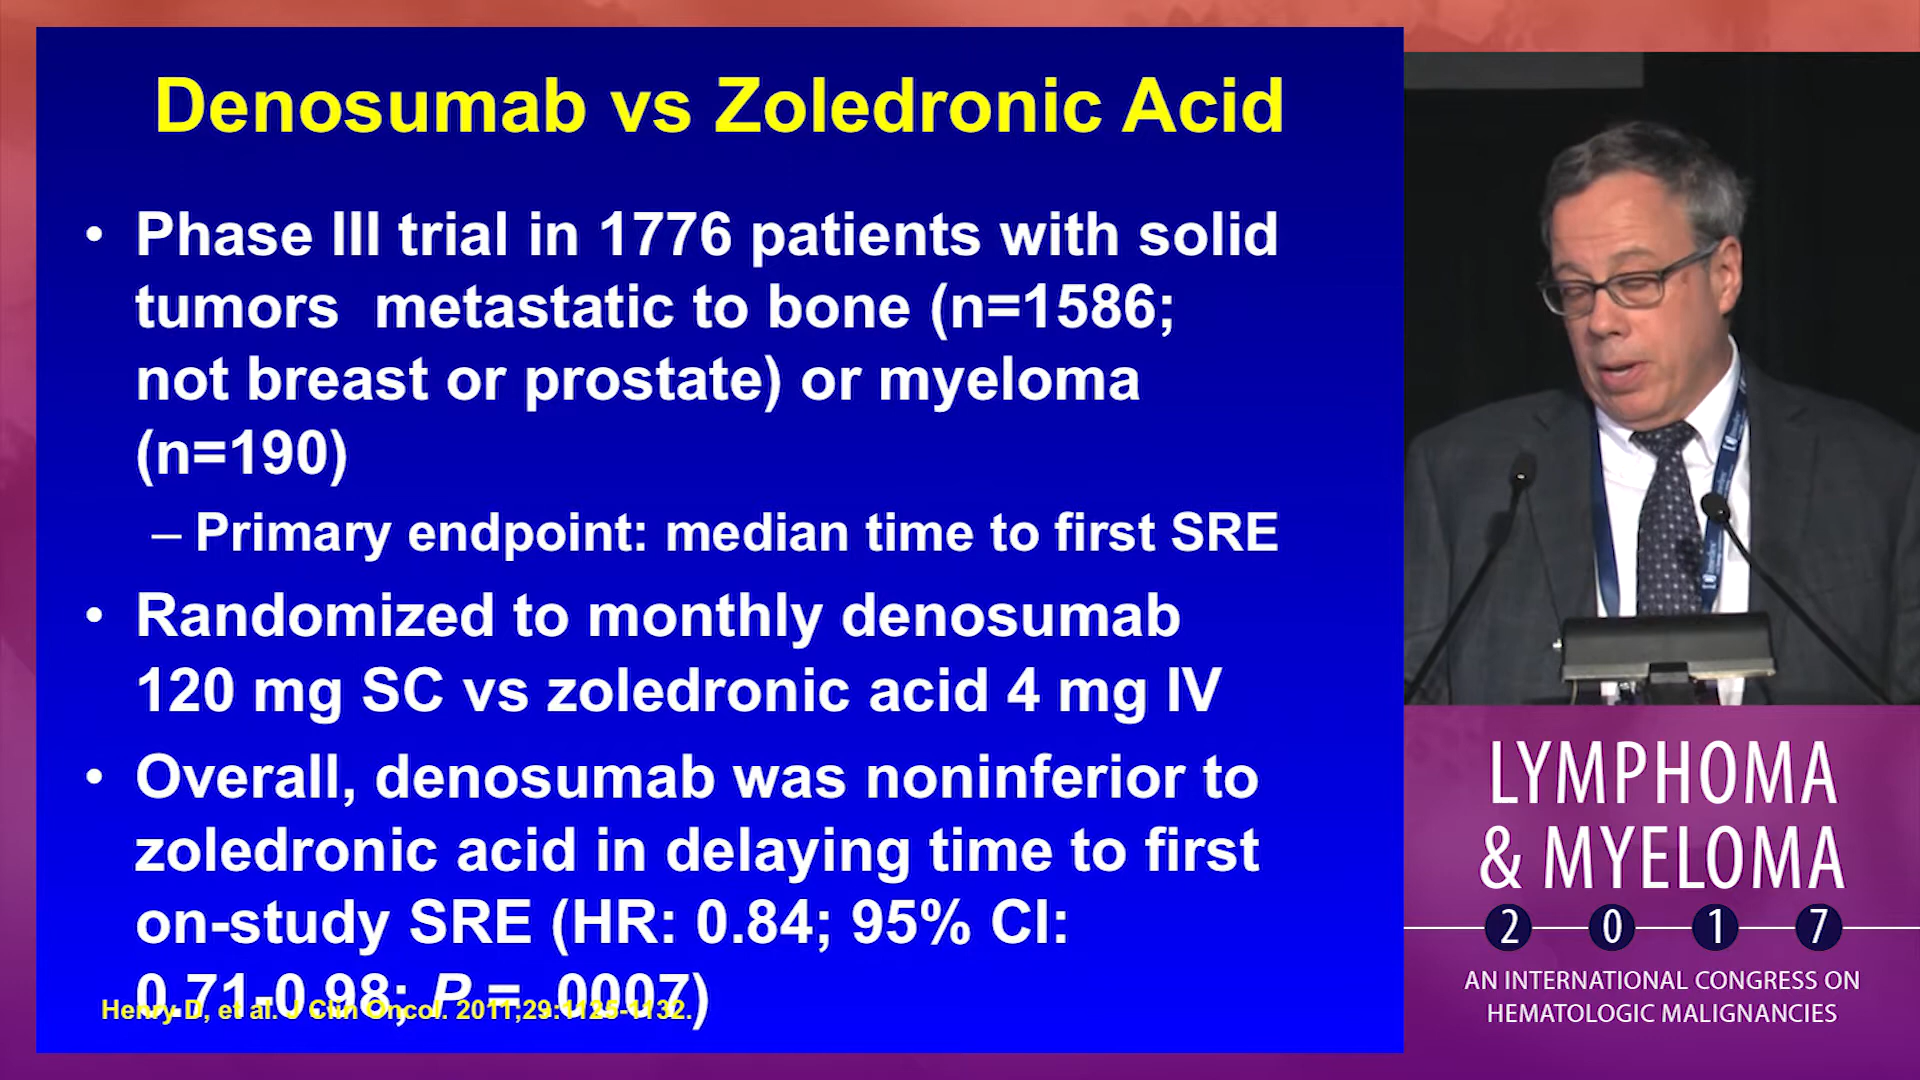 Denosumab vs Zoledronic Acid
• Phase III trial in 1776 patients with solid
tumors metastatic to bone (n=1586;
not breast or prostate) or myeloma
(n=190)
– Primary endpoint: median time to first SRE
• Randomized to monthly denosumab
120 mg SC vs zoledronic acid 4 mg IV
• Overall, denosumab was noninferior to
zoledronic acid in delaying time to first
on-study SRE (HR: 0.84; 95% CI:
0.71-0.98; P = .0007)
Henry D, et al. J Clin Oncol. 2011;29:1125-1132.
LYMPHOMA
& MYELOMA
2 0 1 7
AN INTERNATIONAL CONGRESS ON
HEMATOLOGIC MALIGNANCIES